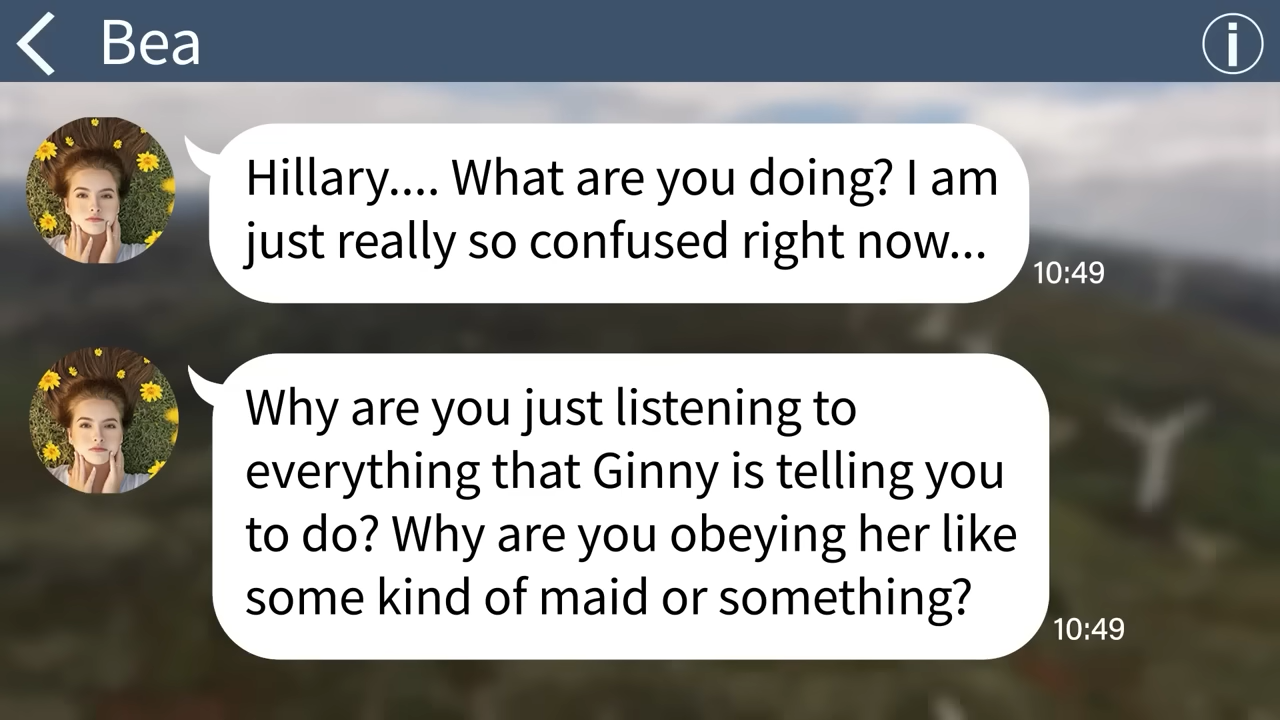 Bea
Hillary.... What are you doing? I am
just really so confused right now...
10:49
Why are you just listening to
everything that Ginny is telling you
to do? Why are you obeying her like
some kind of maid or something?
10:49